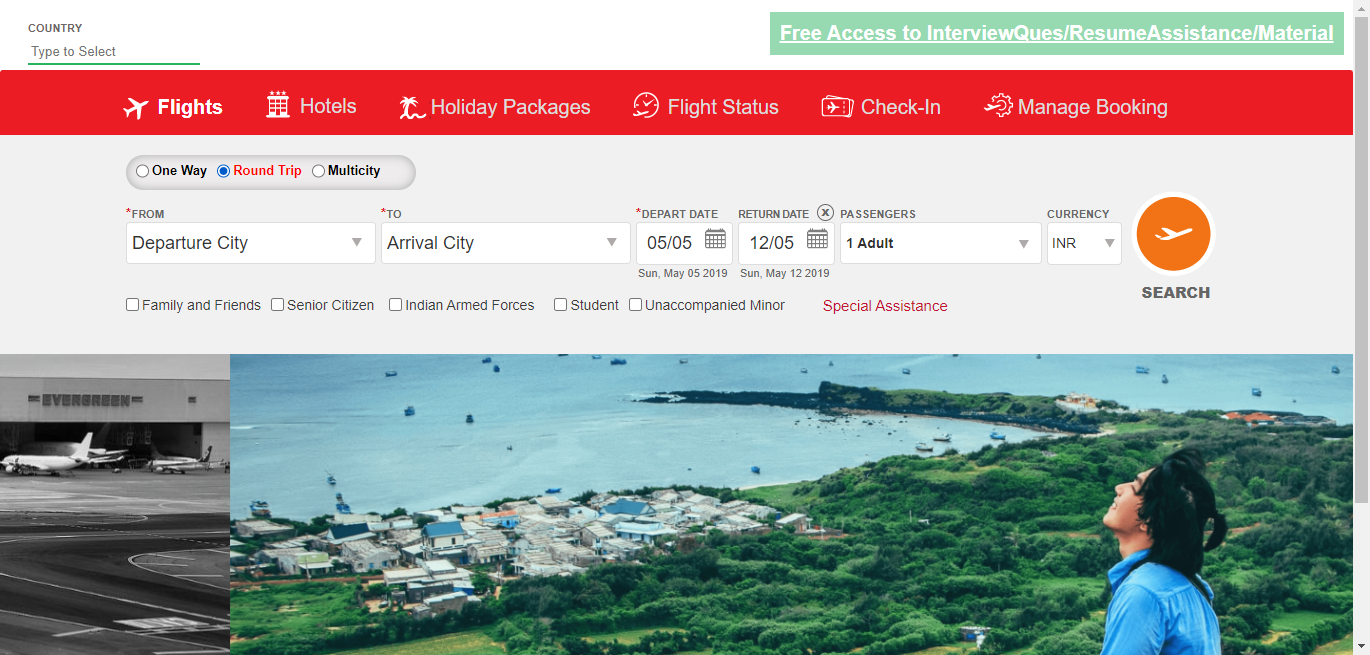 COUNTRY
Type to Select
Free Access to InterviewQues/ResumeAssistance/Material
Flights
Hotels
Holiday Packages
Flight Status
Check-In
Manage Booking
One Way
Round Trip
Multicity
*FROM
*TO
*DEPART DATE
RETURN DATE
X
PASSENGERS
CURRENCY
Departure City
Arrival City
05/05
12/05
1 Adult
INR
Sun, May 05 2019
Sun, May 12 2019
SEARCH
Family and Friends
Senior Citizen
Indian Armed Forces
Student
Unaccompanied Minor
Special Assistance
EVERGREEN